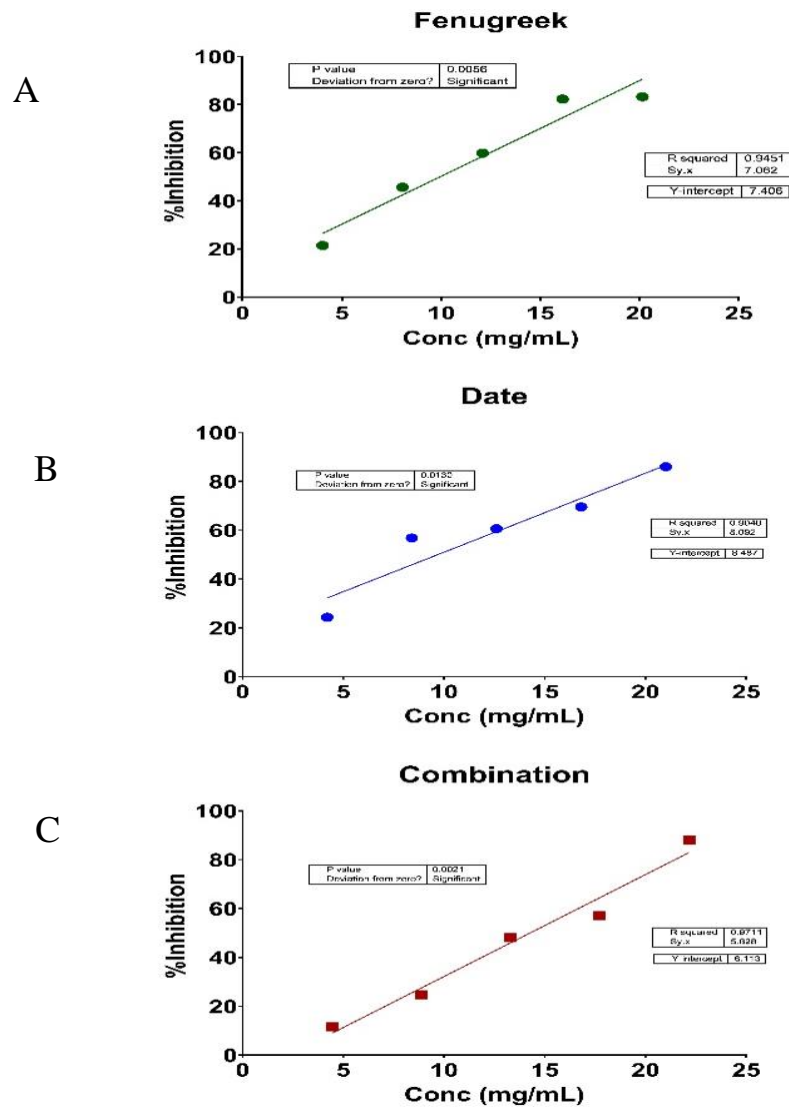 Fenugreek
A
%Inhibition
100
80
60
40
20
0
P value 0.0056
Deviation from zero? Significant
R squared 0.9451
Sy.x 7.062
Y-intercept 7.406
0 5 10 15 20 25
Conc (mg/mL)
Date
B
%Inhibition
100
80
60
40
20
0
P value
Deviation from zero? Significant
R squared
Sy.x
Y-intercept
0 5 10 15 20 25
Conc (mg/mL)
Combination
C
%Inhibition
100
80
60
40
20
0
P value 0.0021
Deviation from zero? Significant
R squared
Sy.x
Y intercept 6.113
0 5 10 15 20 25
Conc (mg/mL)